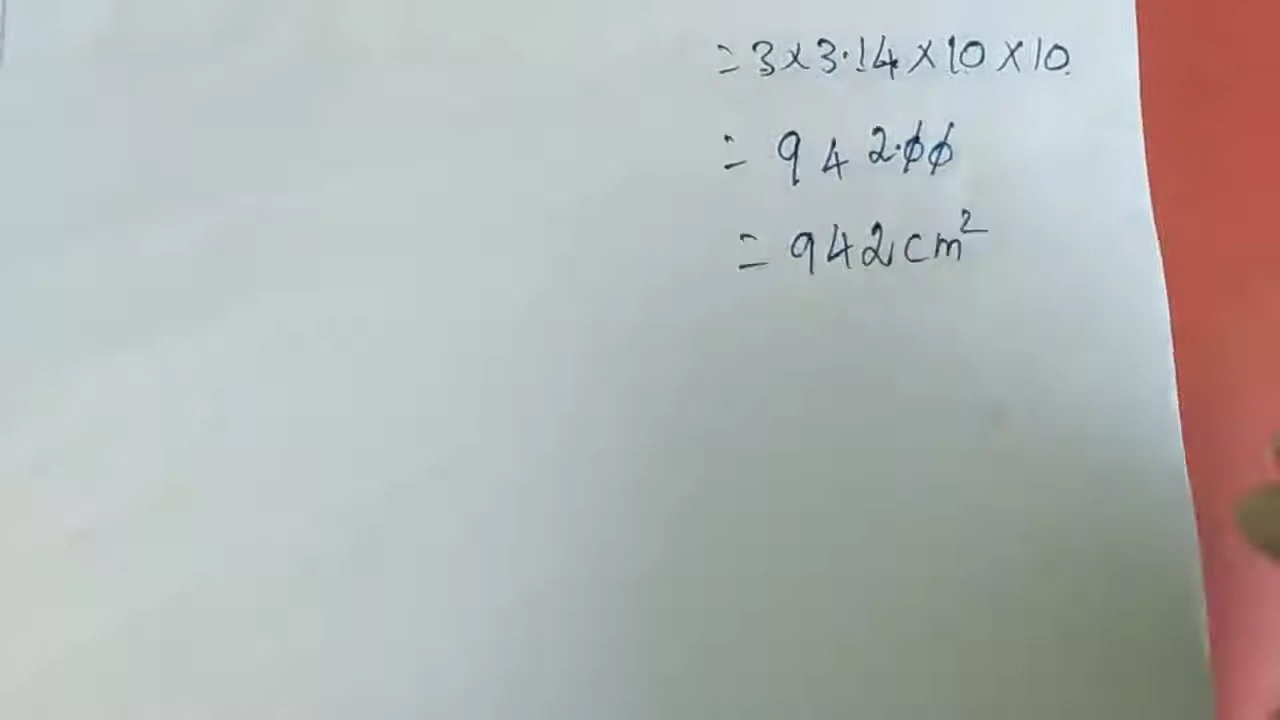 = 3 × 3.14 × 10 × 10
= 942.00
= 942 cm²